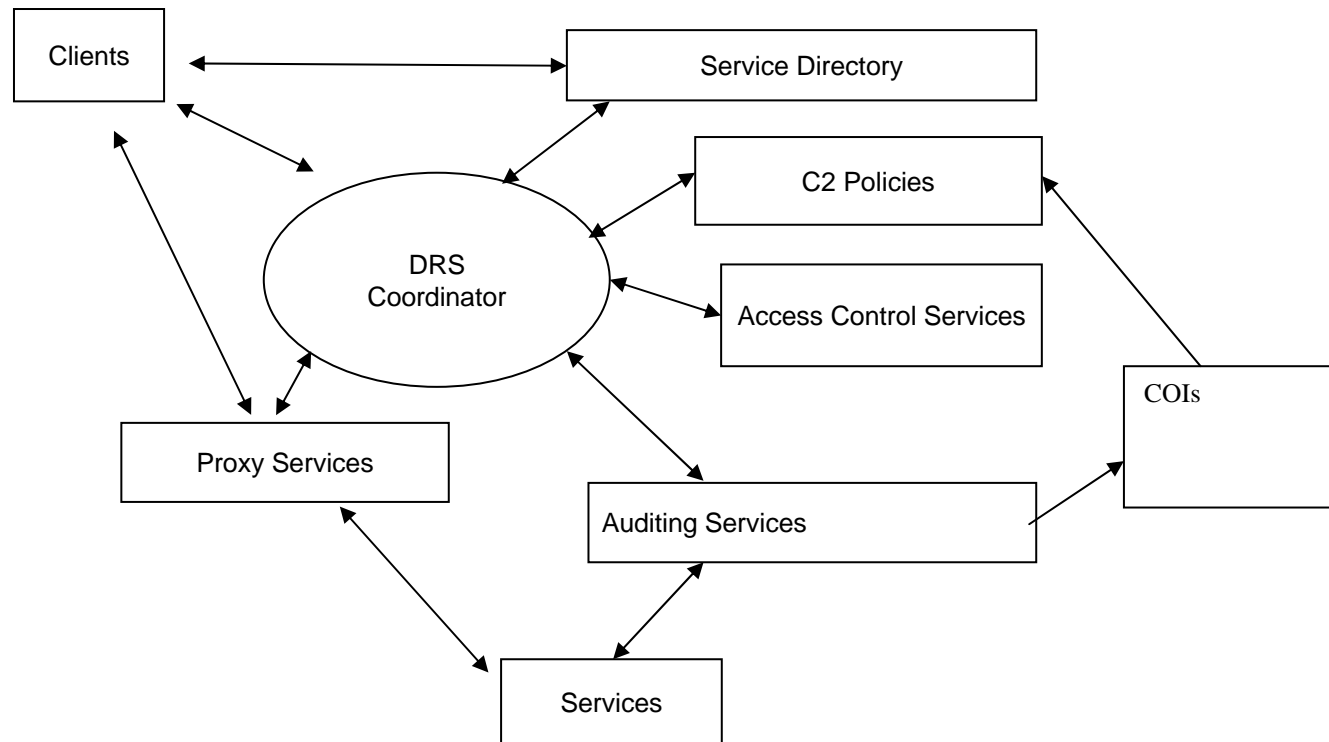 Clients
Service Directory
C2 Policies
DRS
Coordinator
Access Control Services
COIs
Proxy Services
Auditing Services
Services